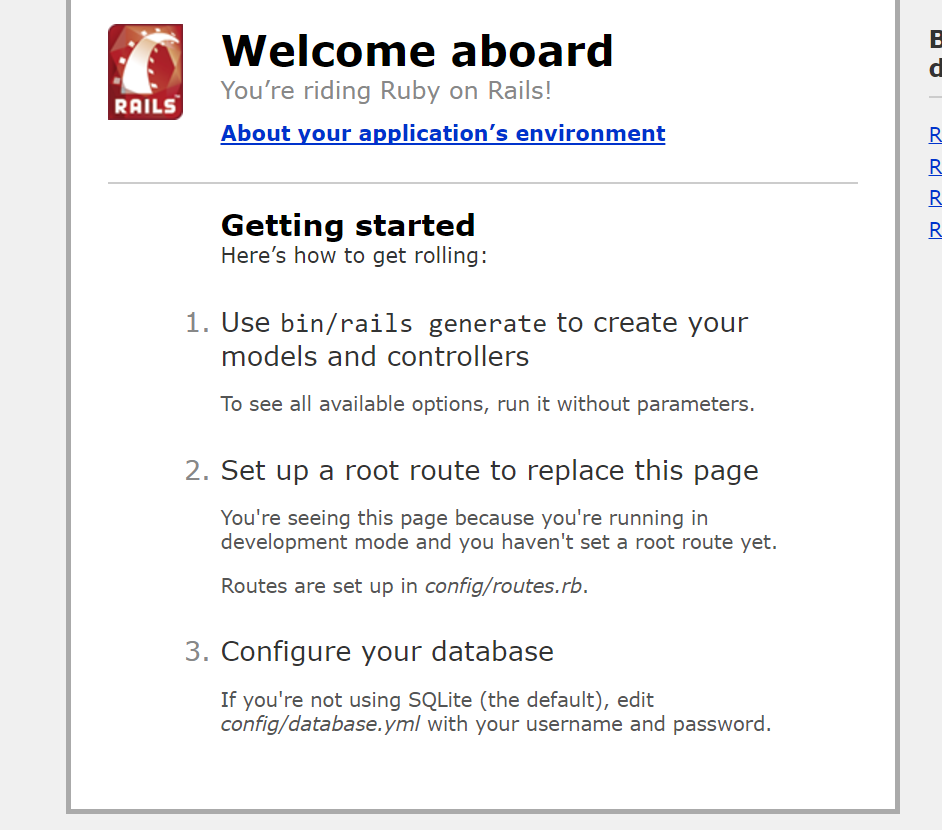 RAILS
Welcome aboard
You’re riding Ruby on Rails!
About your application’s environment
Getting started
Here’s how to get rolling:
1. Use bin/rails generate to create your
models and controllers
To see all available options, run it without parameters.
2. Set up a root route to replace this page
You're seeing this page because you're running in
development mode and you haven't set a root route yet.
Routes are set up in config/routes.rb.
3. Configure your database
If you're not using SQLite (the default), edit
config/database.yml with your username and password.